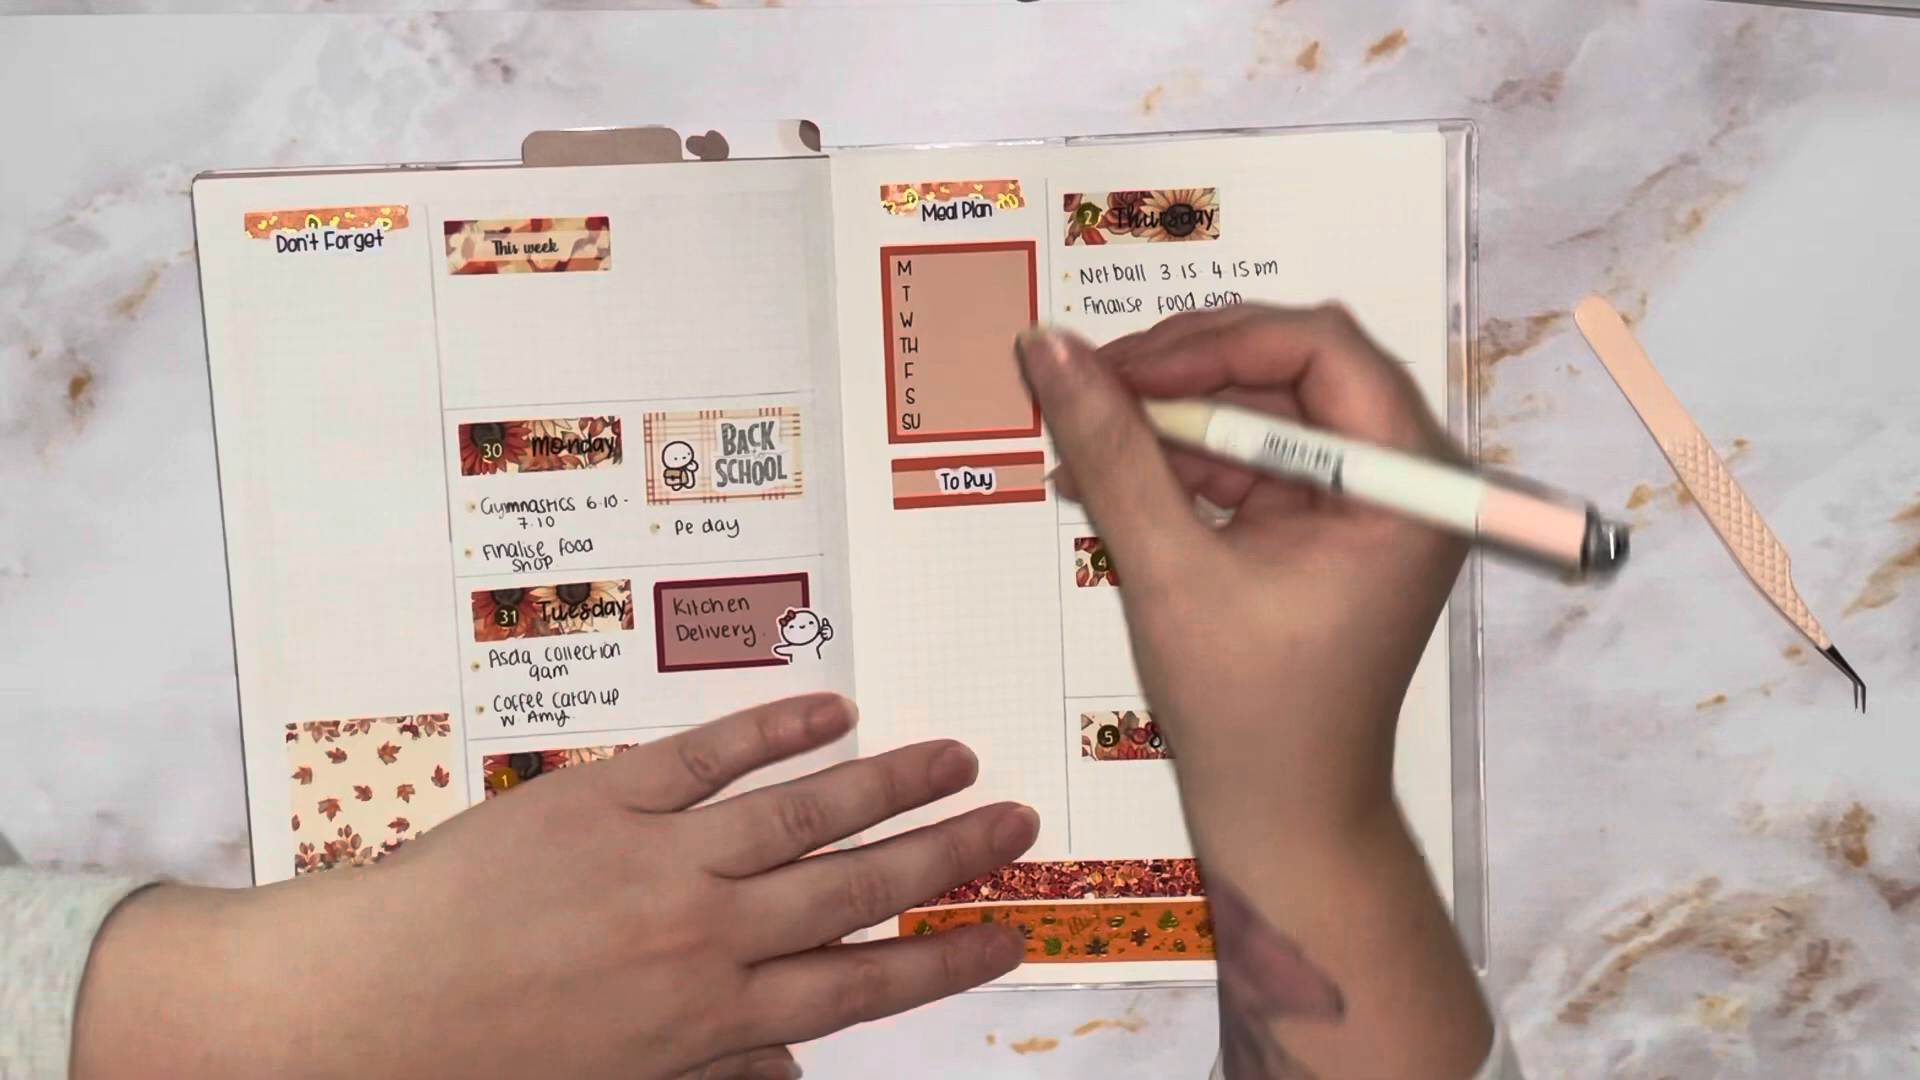 Don't Forget
This week
30 Monday
Gymnastics 6.10 -
7.10
Finalise food
shop
BACK
to
SCHOOL
Pe day
31 Tuesday
Asda collection
9am
Coffee catch up
w Amy
Kitchen
Delivery.
1
Meal Plan
M
T
W
TH
F
S
SU
To Buy
Thursday
Netball 3.15 - 4.15pm
Finalise food shop
4
5